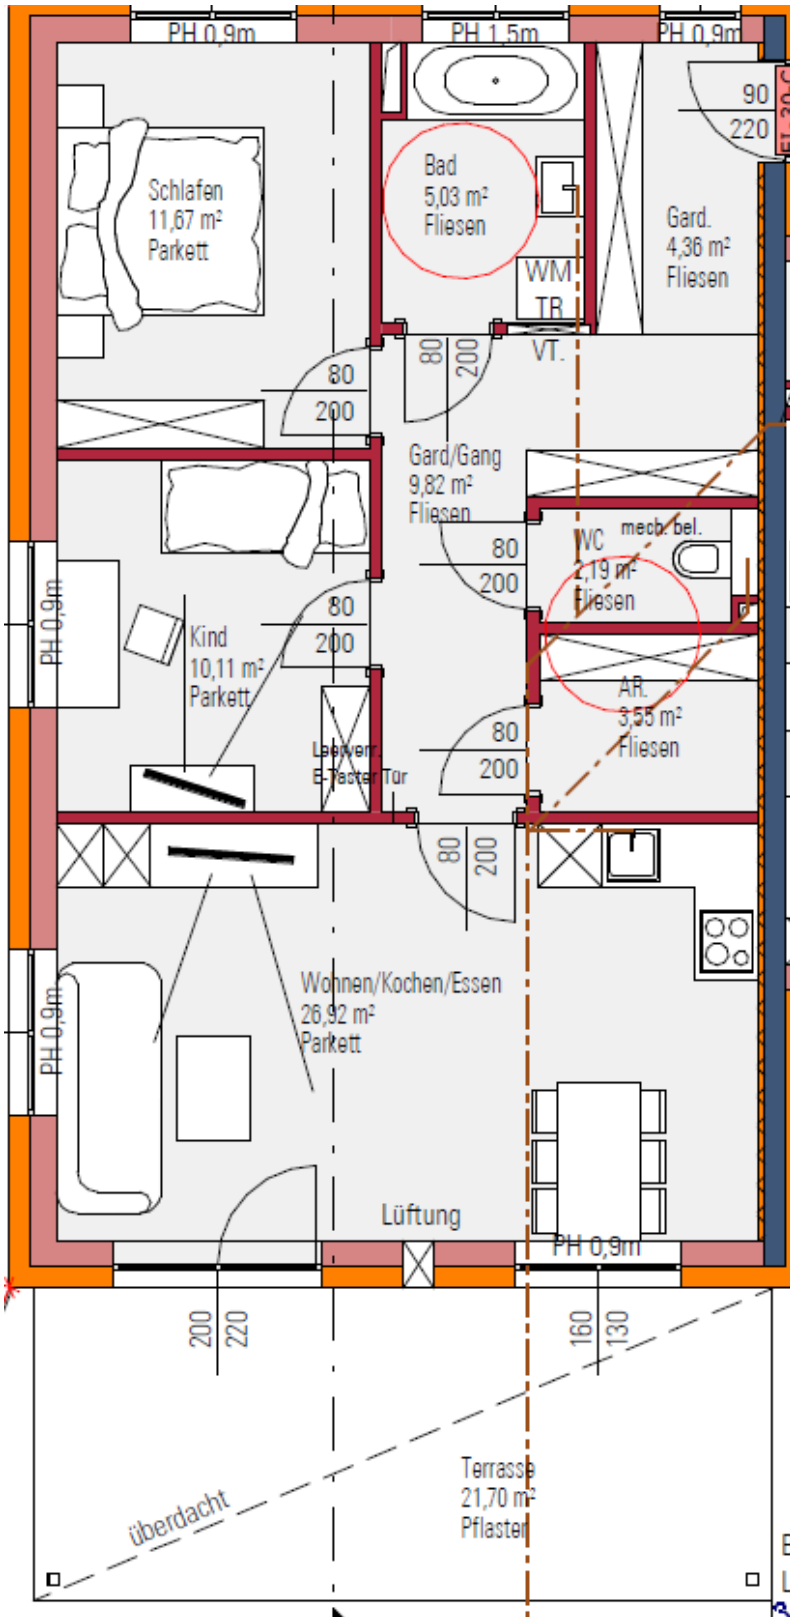 PH 0,9m
PH 1,5m
PH 0,9m
90
220
EI
30-C
Schlafen
11,67 m²
Parkett
Bad
5,03 m²
Fliesen
Gard.
4,36 m²
Fliesen
WM
TR
VT.
80
200
80
200
Gard/Gang
9,82 m²
Fliesen
80
200
WC
2,19 m²
Fliesen
mech. bel.
PH 0,9m
80
200
Kind
10,11 m²
Parkett
AR.
3,55 m²
Fliesen
80
200
Leerverr.
E-Taster Tür
80
200
Wohnen/Kochen/Essen
26,92 m²
Parkett
PH 0,9m
Lüftung
PH 0,9m
200
220
160
130
Terrasse
21,70 m²
Pflaster
überdacht